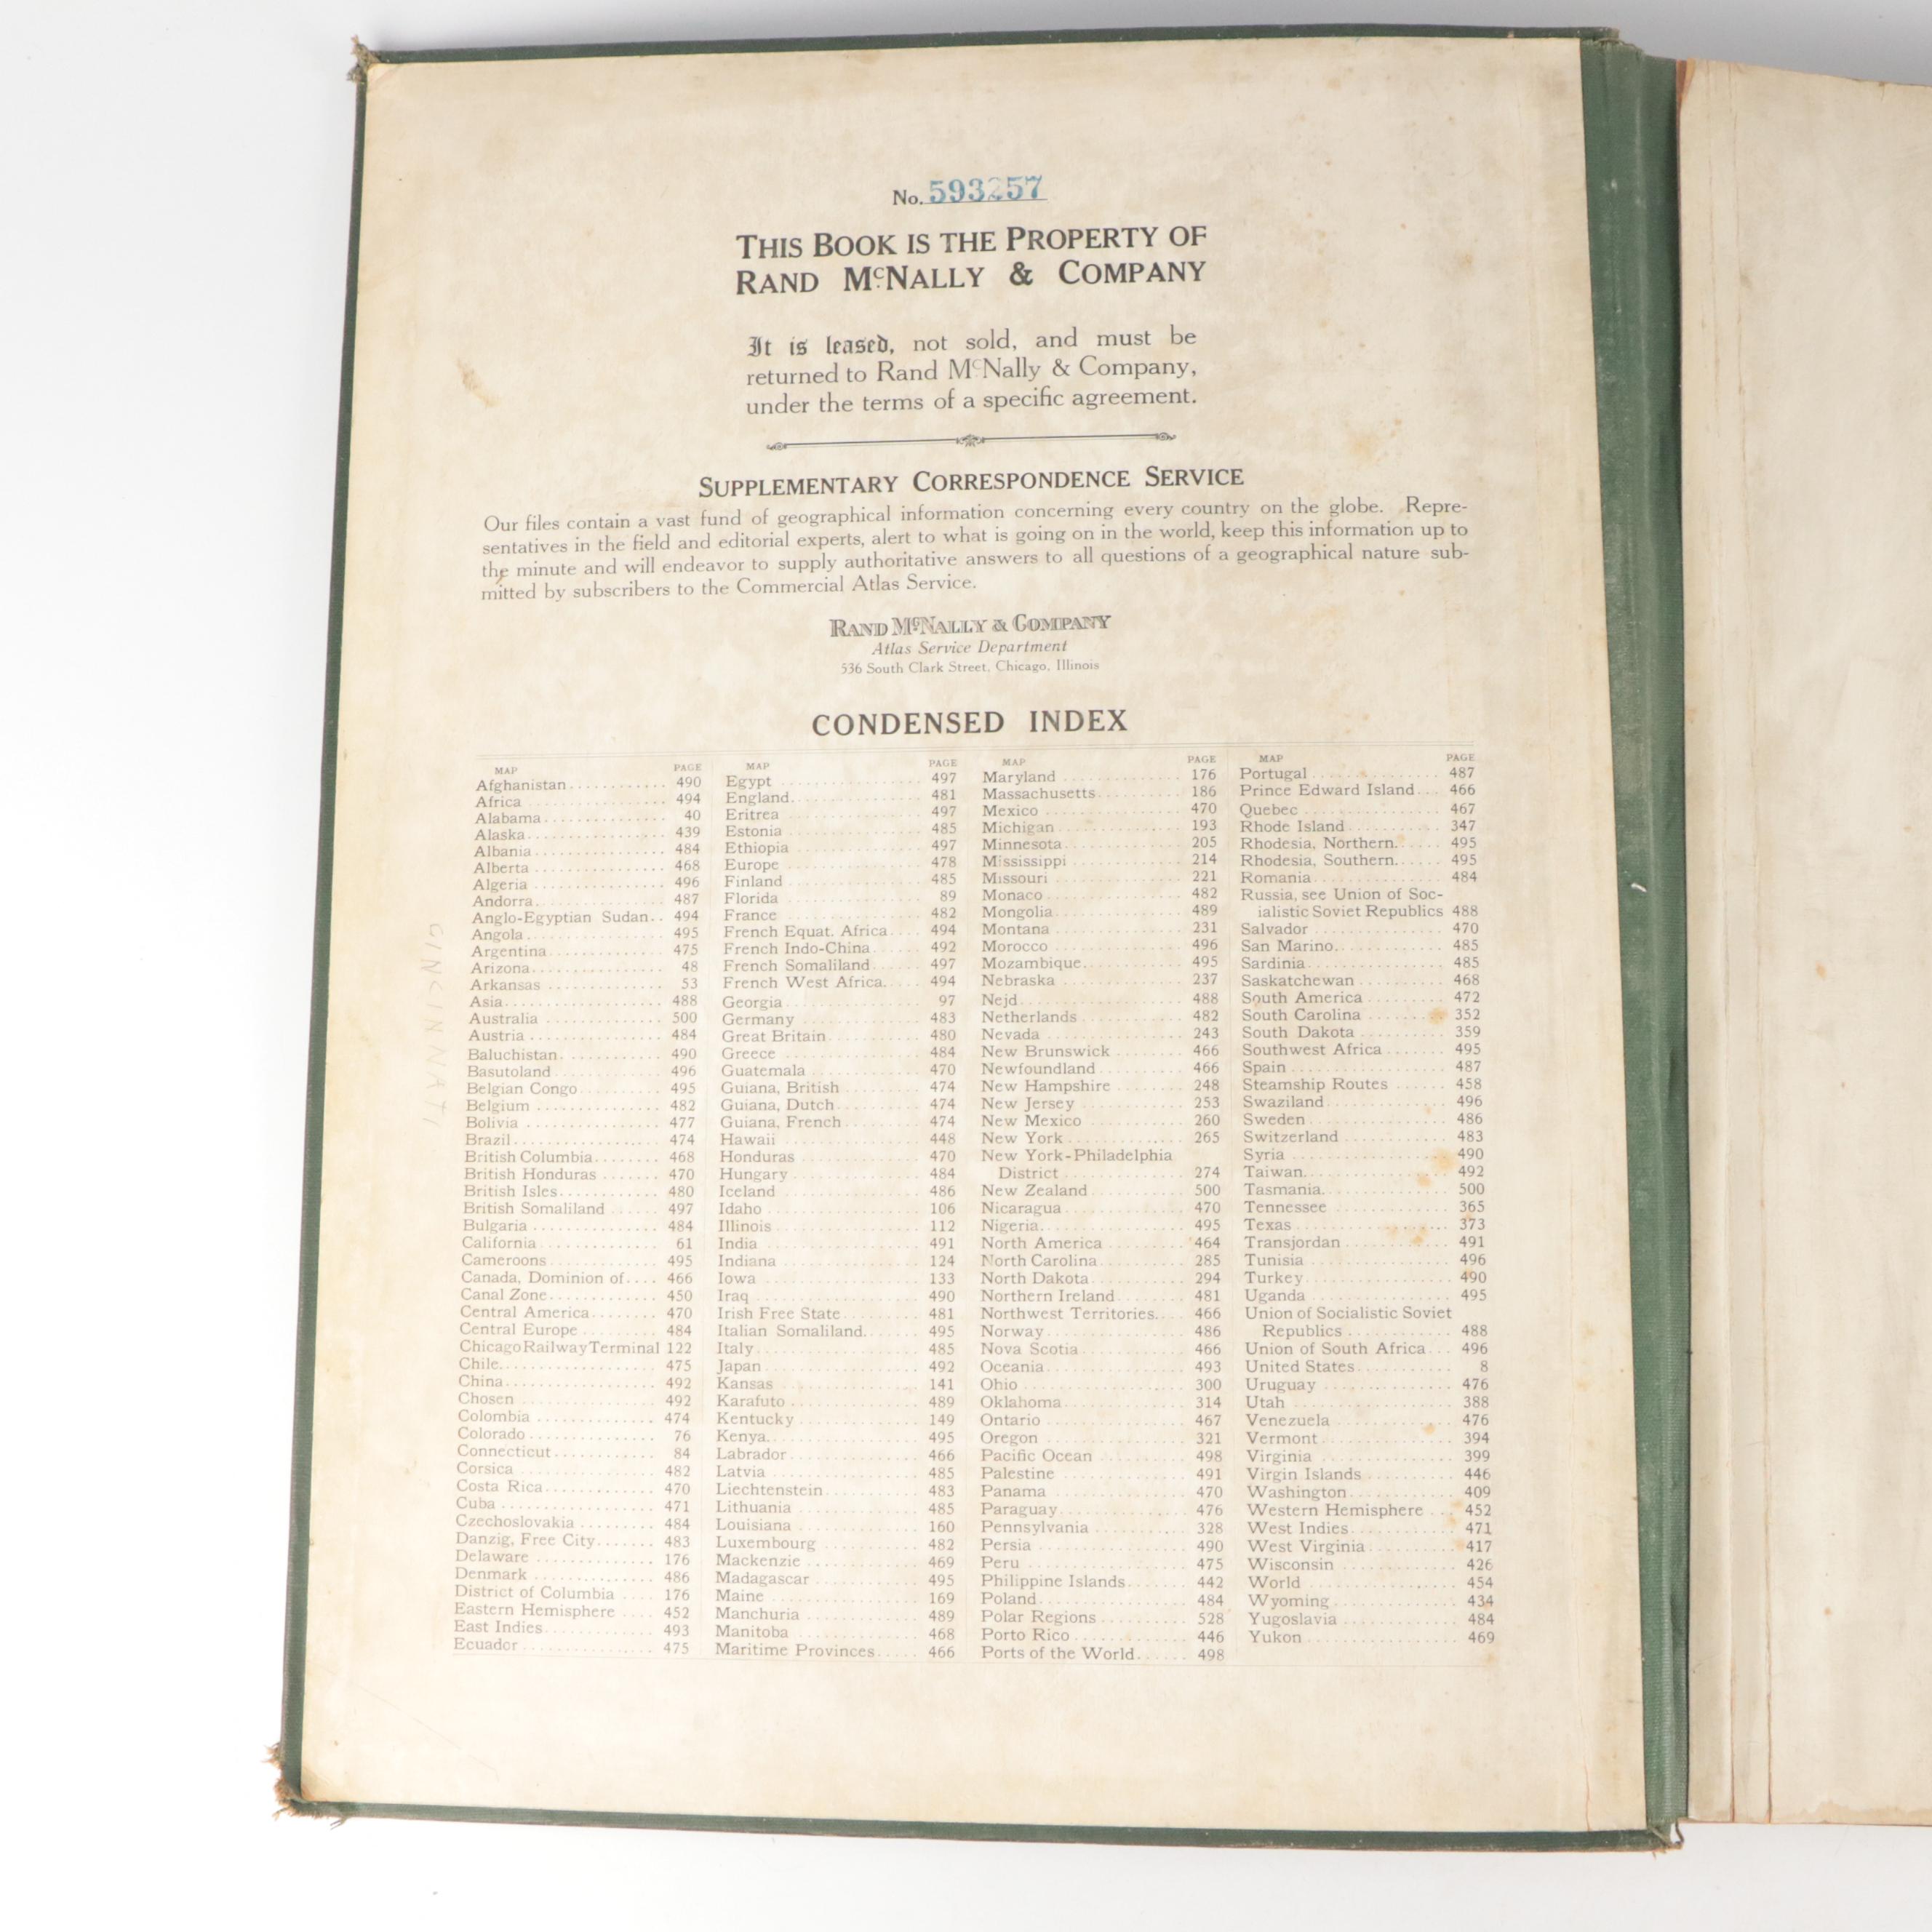 No. 593257
THIS BOOK IS THE PROPERTY OF
RAND McNALLY & COMPANY
It is leased, not sold, and must be
returned to Rand McNally & Company,
under the terms of a specific agreement.
SUPPLEMENTARY CORRESPONDENCE SERVICE
Our files contain a vast fund of geographical information concerning every country on the globe. Repre-
sentatives in the field and editorial experts, alert to what is going on in the world, keep this information up to
the minute and will endeavor to supply authoritative answers to all questions of a geographical nature sub-
mitted by subscribers to the Commercial Atlas Service.
RAND McNALLY & COMPANY
Atlas Service Department
536 South Clark Street, Chicago, Illinois
CONDENSED INDEX
MAP PAGE
Afghanistan 490
Africa 494
Alabama 40
Alaska 439
Albania 484
Alberta 468
Algeria 496
Andorra 487
Anglo-Egyptian Sudan 494
Angola 495
Argentina 475
Arizona 48
Arkansas 53
Asia 488
Australia 500
Austria 484
Baluchistan 490
Basutoland 496
Belgian Congo 495
Belgium 482
Bolivia 477
Brazil 474
British Columbia 468
British Honduras 470
British Isles 480
British Somaliland 497
Bulgaria 484
California 61
Cameroons 495
Canada, Dominion of 466
Canal Zone 450
Central America 470
Central Europe 484
Chicago Railway Terminal 122
Chile 475
China 492
Chosen 492
Colombia 474
Colorado 76
Connecticut 84
Corsica 482
Costa Rica 470
Cuba 471
Czechoslovakia 484
Danzig, Free City 483
Delaware 176
Denmark 486
District of Columbia 176
Eastern Hemisphere 452
East Indies 493
Ecuador 475
MAP PAGE
Egypt 497
England 481
Eritrea 497
Estonia 485
Ethiopia 497
Europe 478
Finland 485
Florida 89
France 482
French Equat. Africa 494
French Indo-China 492
French Somaliland 497
French West Africa 494
Georgia 97
Germany 483
Great Britain 480
Greece 484
Guatemala 470
Guiana, British 474
Guiana, Dutch 474
Guiana, French 474
Hawaii 448
Honduras 470
Hungary 484
Iceland 486
Idaho 106
Illinois 112
India 491
Indiana 124
Iowa 133
Iraq 490
Irish Free State 481
Italian Somaliland 495
Italy 485
Japan 492
Kansas 141
Karafuto 489
Kentucky 149
Kenya 495
Labrador 466
Latvia 485
Liechtenstein 483
Lithuania 485
Louisiana 160
Luxembourg 482
Mackenzie 469
Madagascar 495
Maine 169
Manchuria 489
Manitoba 468
Maritime Provinces 466
MAP PAGE
Maryland 176
Massachusetts 186
Mexico 470
Michigan 193
Minnesota 205
Mississippi 214
Missouri 221
Monaco 482
Mongolia 489
Montana 231
Morocco 496
Mozambique 495
Nebraska 237
Nejd 488
Netherlands 482
Nevada 243
New Brunswick 466
Newfoundland 466
New Hampshire 248
New Jersey 253
New Mexico 260
New York 265
New York-Philadelphia
District 274
New Zealand 500
Nicaragua 470
Nigeria 495
North America 464
North Carolina 285
North Dakota 294
Northern Ireland 481
Northwest Territories 466
Norway 486
Nova Scotia 466
Oceania 493
Ohio 300
Oklahoma 314
Ontario 467
Oregon 321
Pacific Ocean 498
Palestine 491
Panama 470
Paraguay 476
Pennsylvania 328
Persia 490
Peru 475
Philippine Islands 442
Poland 484
Polar Regions 528
Porto Rico 446
Ports of the World 498
MAP PAGE
Portugal 487
Prince Edward Island 466
Quebec 467
Rhode Island 347
Rhodesia, Northern 495
Rhodesia, Southern 495
Romania 484
Russia, see Union of Soc-
ialistic Soviet Republics 488
Salvador 470
San Marino 485
Sardinia 485
Saskatchewan 468
South America 472
South Carolina 352
South Dakota 359
Southwest Africa 495
Spain 487
Steamship Routes 458
Swaziland 496
Sweden 486
Switzerland 483
Syria 490
Taiwan 492
Tasmania 500
Tennessee 365
Texas 373
Transjordan 491
Tunisia 496
Turkey 490
Uganda 495
Union of Socialistic Soviet
Republics 488
Union of South Africa 496
United States 8
Uruguay 476
Utah 388
Venezuela 476
Vermont 394
Virginia 399
Virgin Islands 446
Washington 409
Western Hemisphere 452
West Indies 471
West Virginia 417
Wisconsin 426
World 454
Wyoming 434
Yugoslavia 484
Yukon 469
CINCINNATI